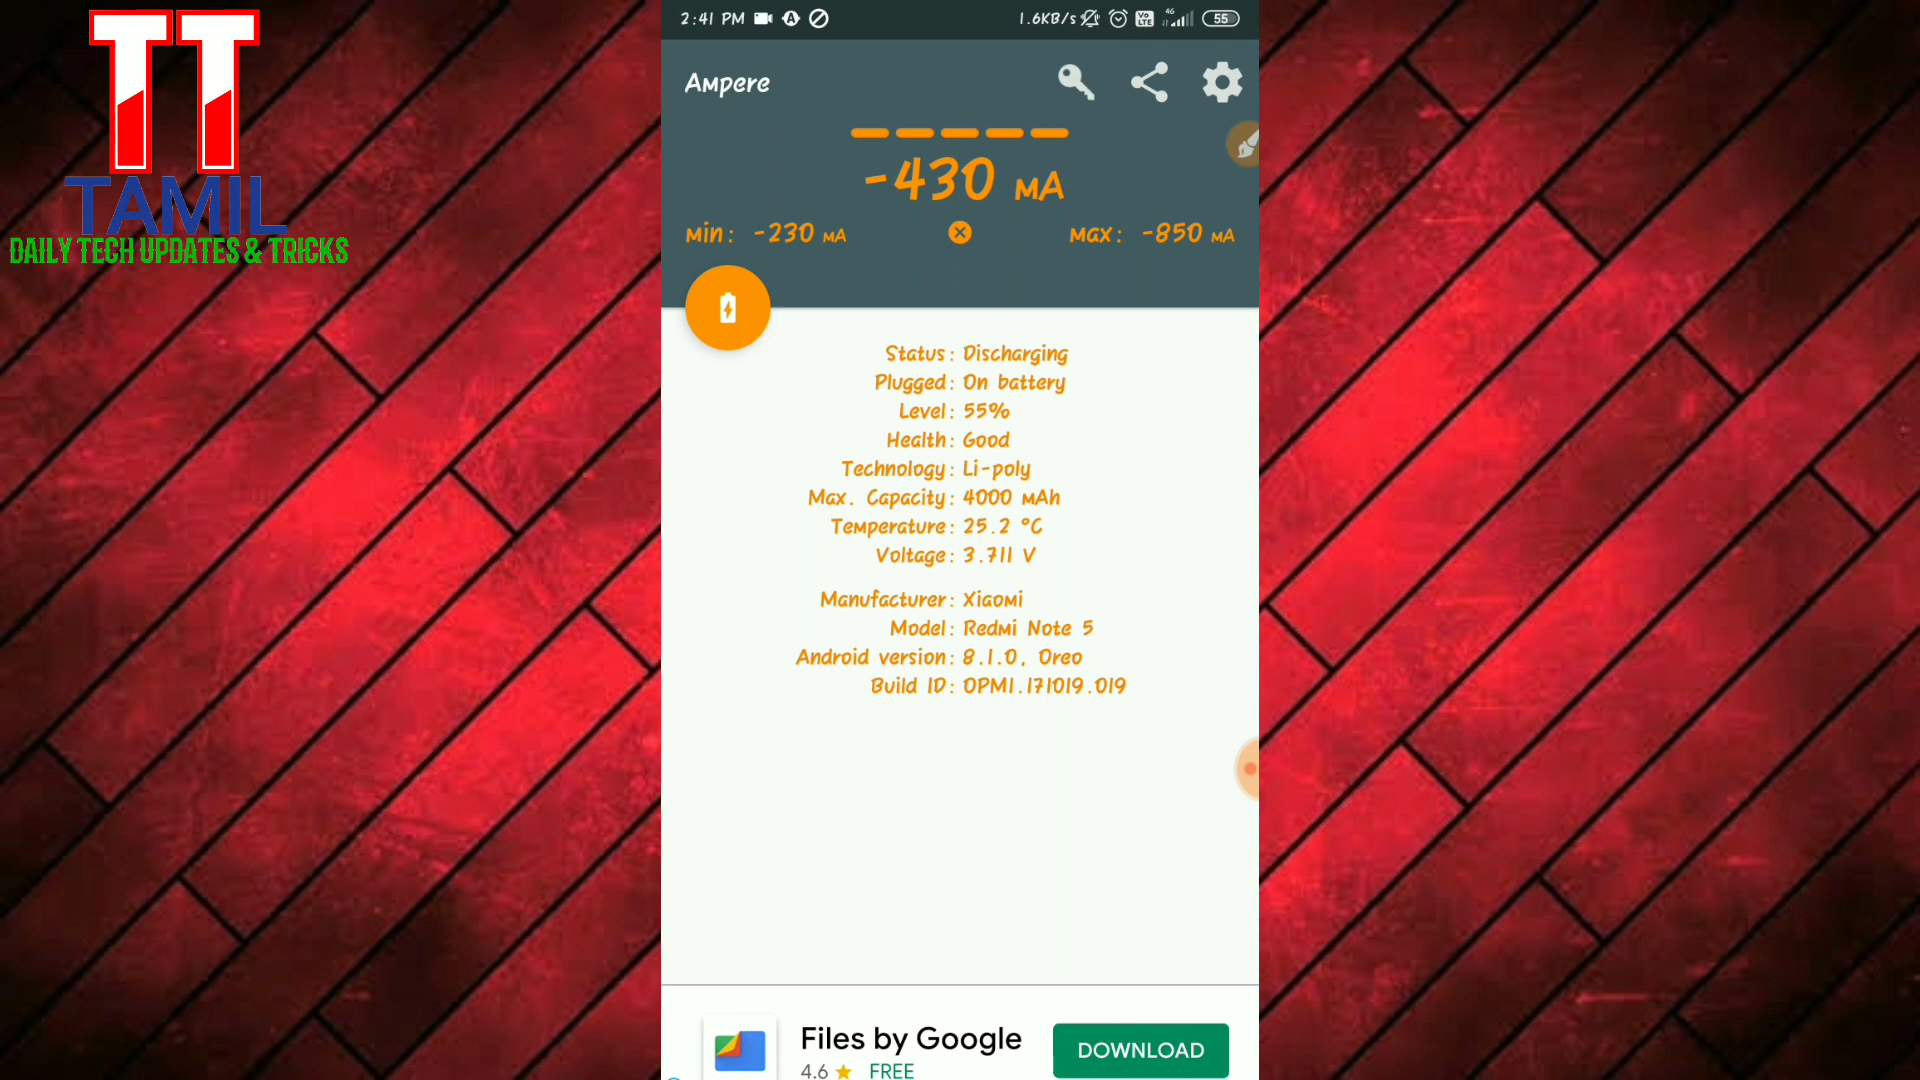 TT
TAMIL
DAILY TECH UPDATES & TRICKS
2:41 PM 1.6KB/s VoLTE 4G 55
Ampere
-430 mA
min: -230 mA max: -850 mA
Status: Discharging
Plugged: On battery
Level: 55%
Health: Good
Technology: Li-poly
Max. Capacity: 4000 mAh
Temperature: 25.2 °C
Voltage: 3.711 V
Manufacturer: Xiaomi
Model: Redmi Note 5
Android version: 8.1.0, Oreo
Build ID: OPM1.171019.019
Files by Google
4.6 ★ FREE
DOWNLOAD